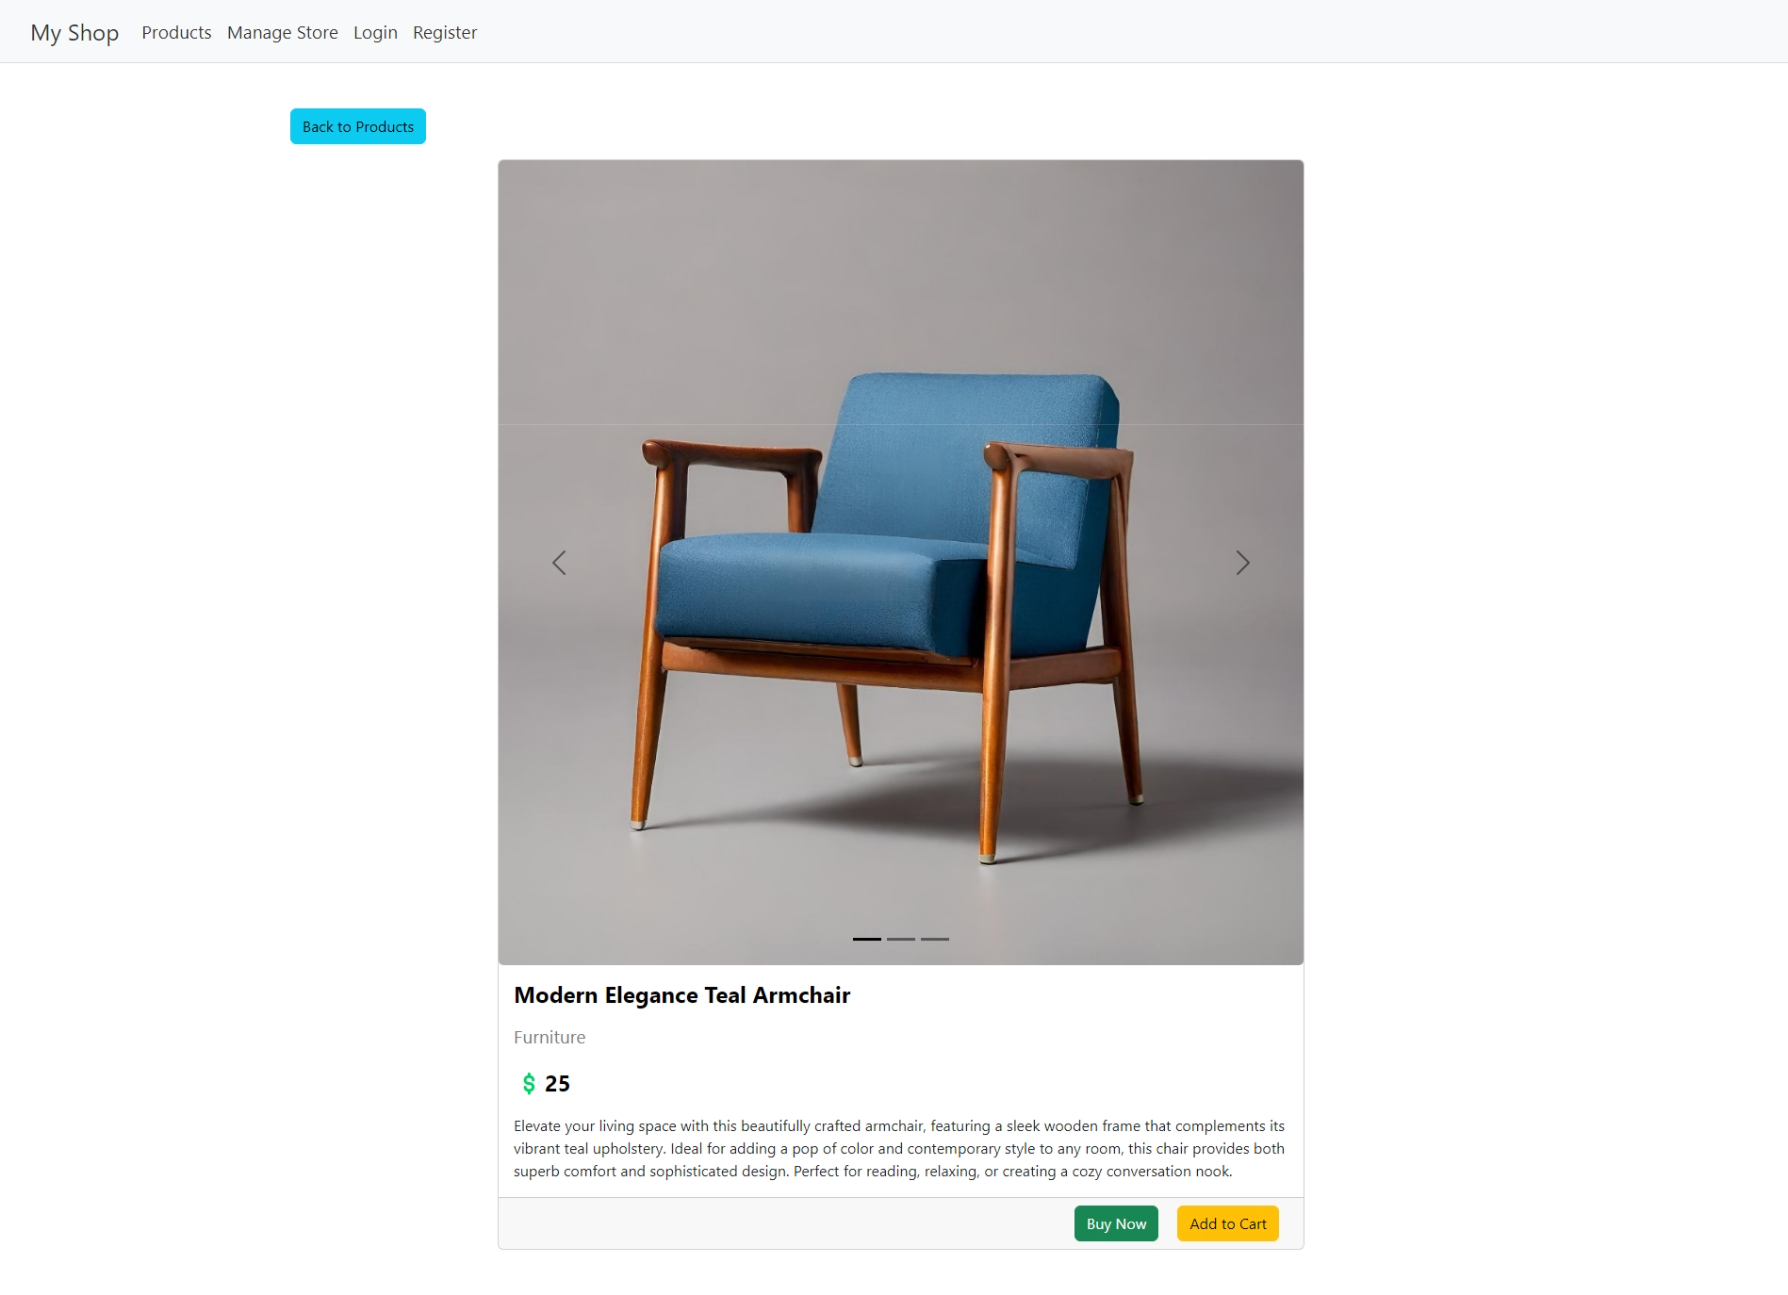 My Shop Products Manage Store Login Register
Back to Products
Modern Elegance Teal Armchair
Furniture
$ 25
Elevate your living space with this beautifully crafted armchair, featuring a sleek wooden frame that complements its
vibrant teal upholstery. Ideal for adding a pop of color and contemporary style to any room, this chair provides both
superb comfort and sophisticated design. Perfect for reading, relaxing, or creating a cozy conversation nook.
Buy Now Add to Cart